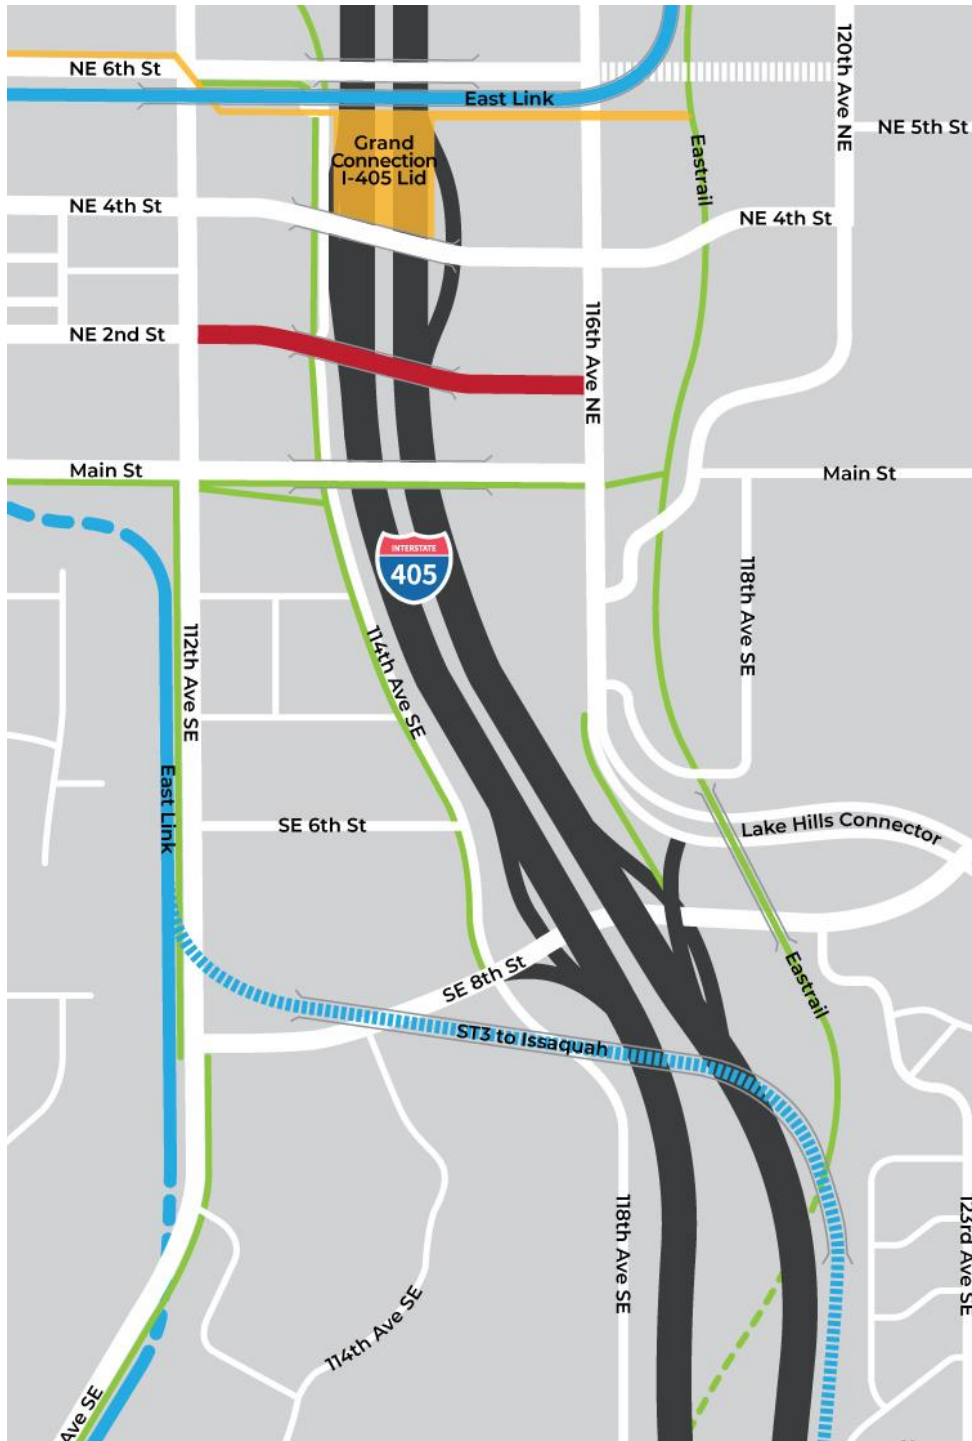 NE 6th St
120th Ave NE
East Link
NE 5th St
Grand
Connection
I-405 Lid
Eastrail
NE 4th St
NE 4th St
NE 2nd St
116th Ave NE
Main St
Main St
INTERSTATE
405
118th Ave SE
112th Ave SE
114th Ave SE
East Link
SE 6th St
Lake Hills Connector
SE 8th St
Eastrail
ST3 to Issaquah
118th Ave SE
123rd Ave SE
114th Ave SE
Ave SE